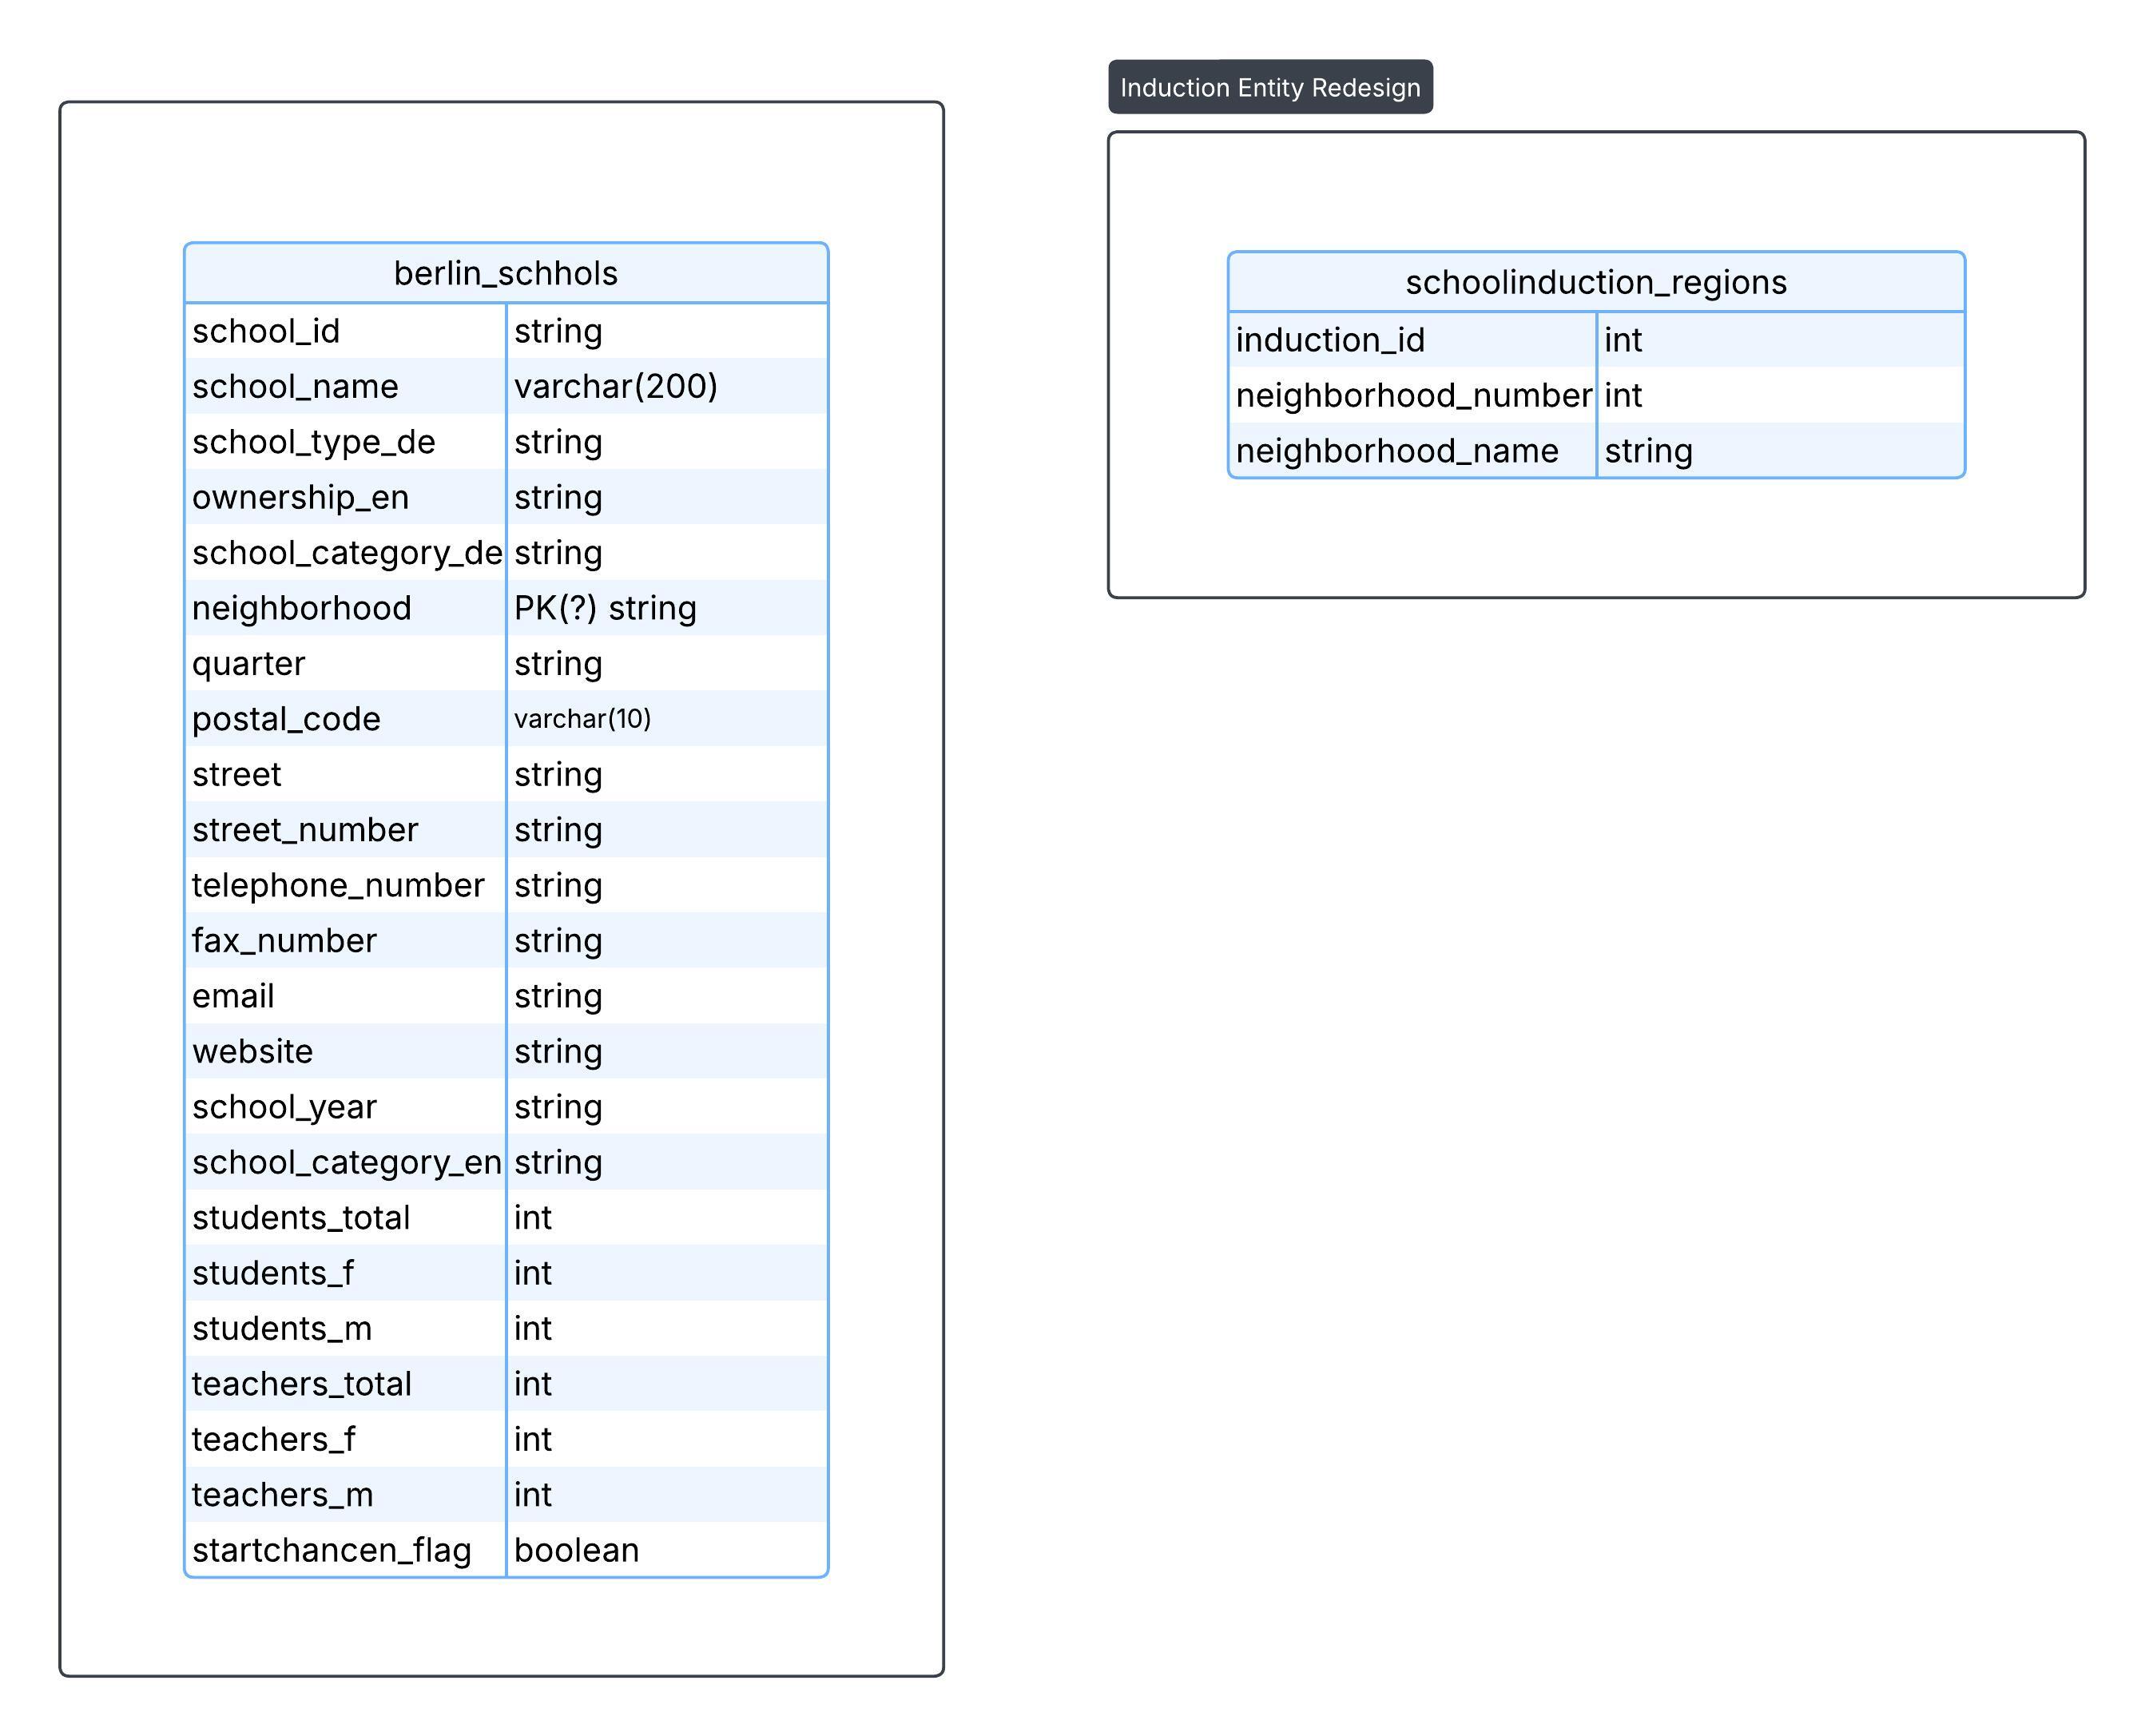 Induction Entity Redesign
berlin_schhols
school_id string
school_name varchar(200)
school_type_de string
ownership_en string
school_category_de string
neighborhood PK(?) string
quarter string
postal_code varchar(10)
street string
street_number string
telephone_number string
fax_number string
email string
website string
school_year string
school_category_en string
students_total int
students_f int
students_m int
teachers_total int
teachers_f int
teachers_m int
startchancen_flag boolean
schoolinduction_regions
induction_id int
neighborhood_number int
neighborhood_name string